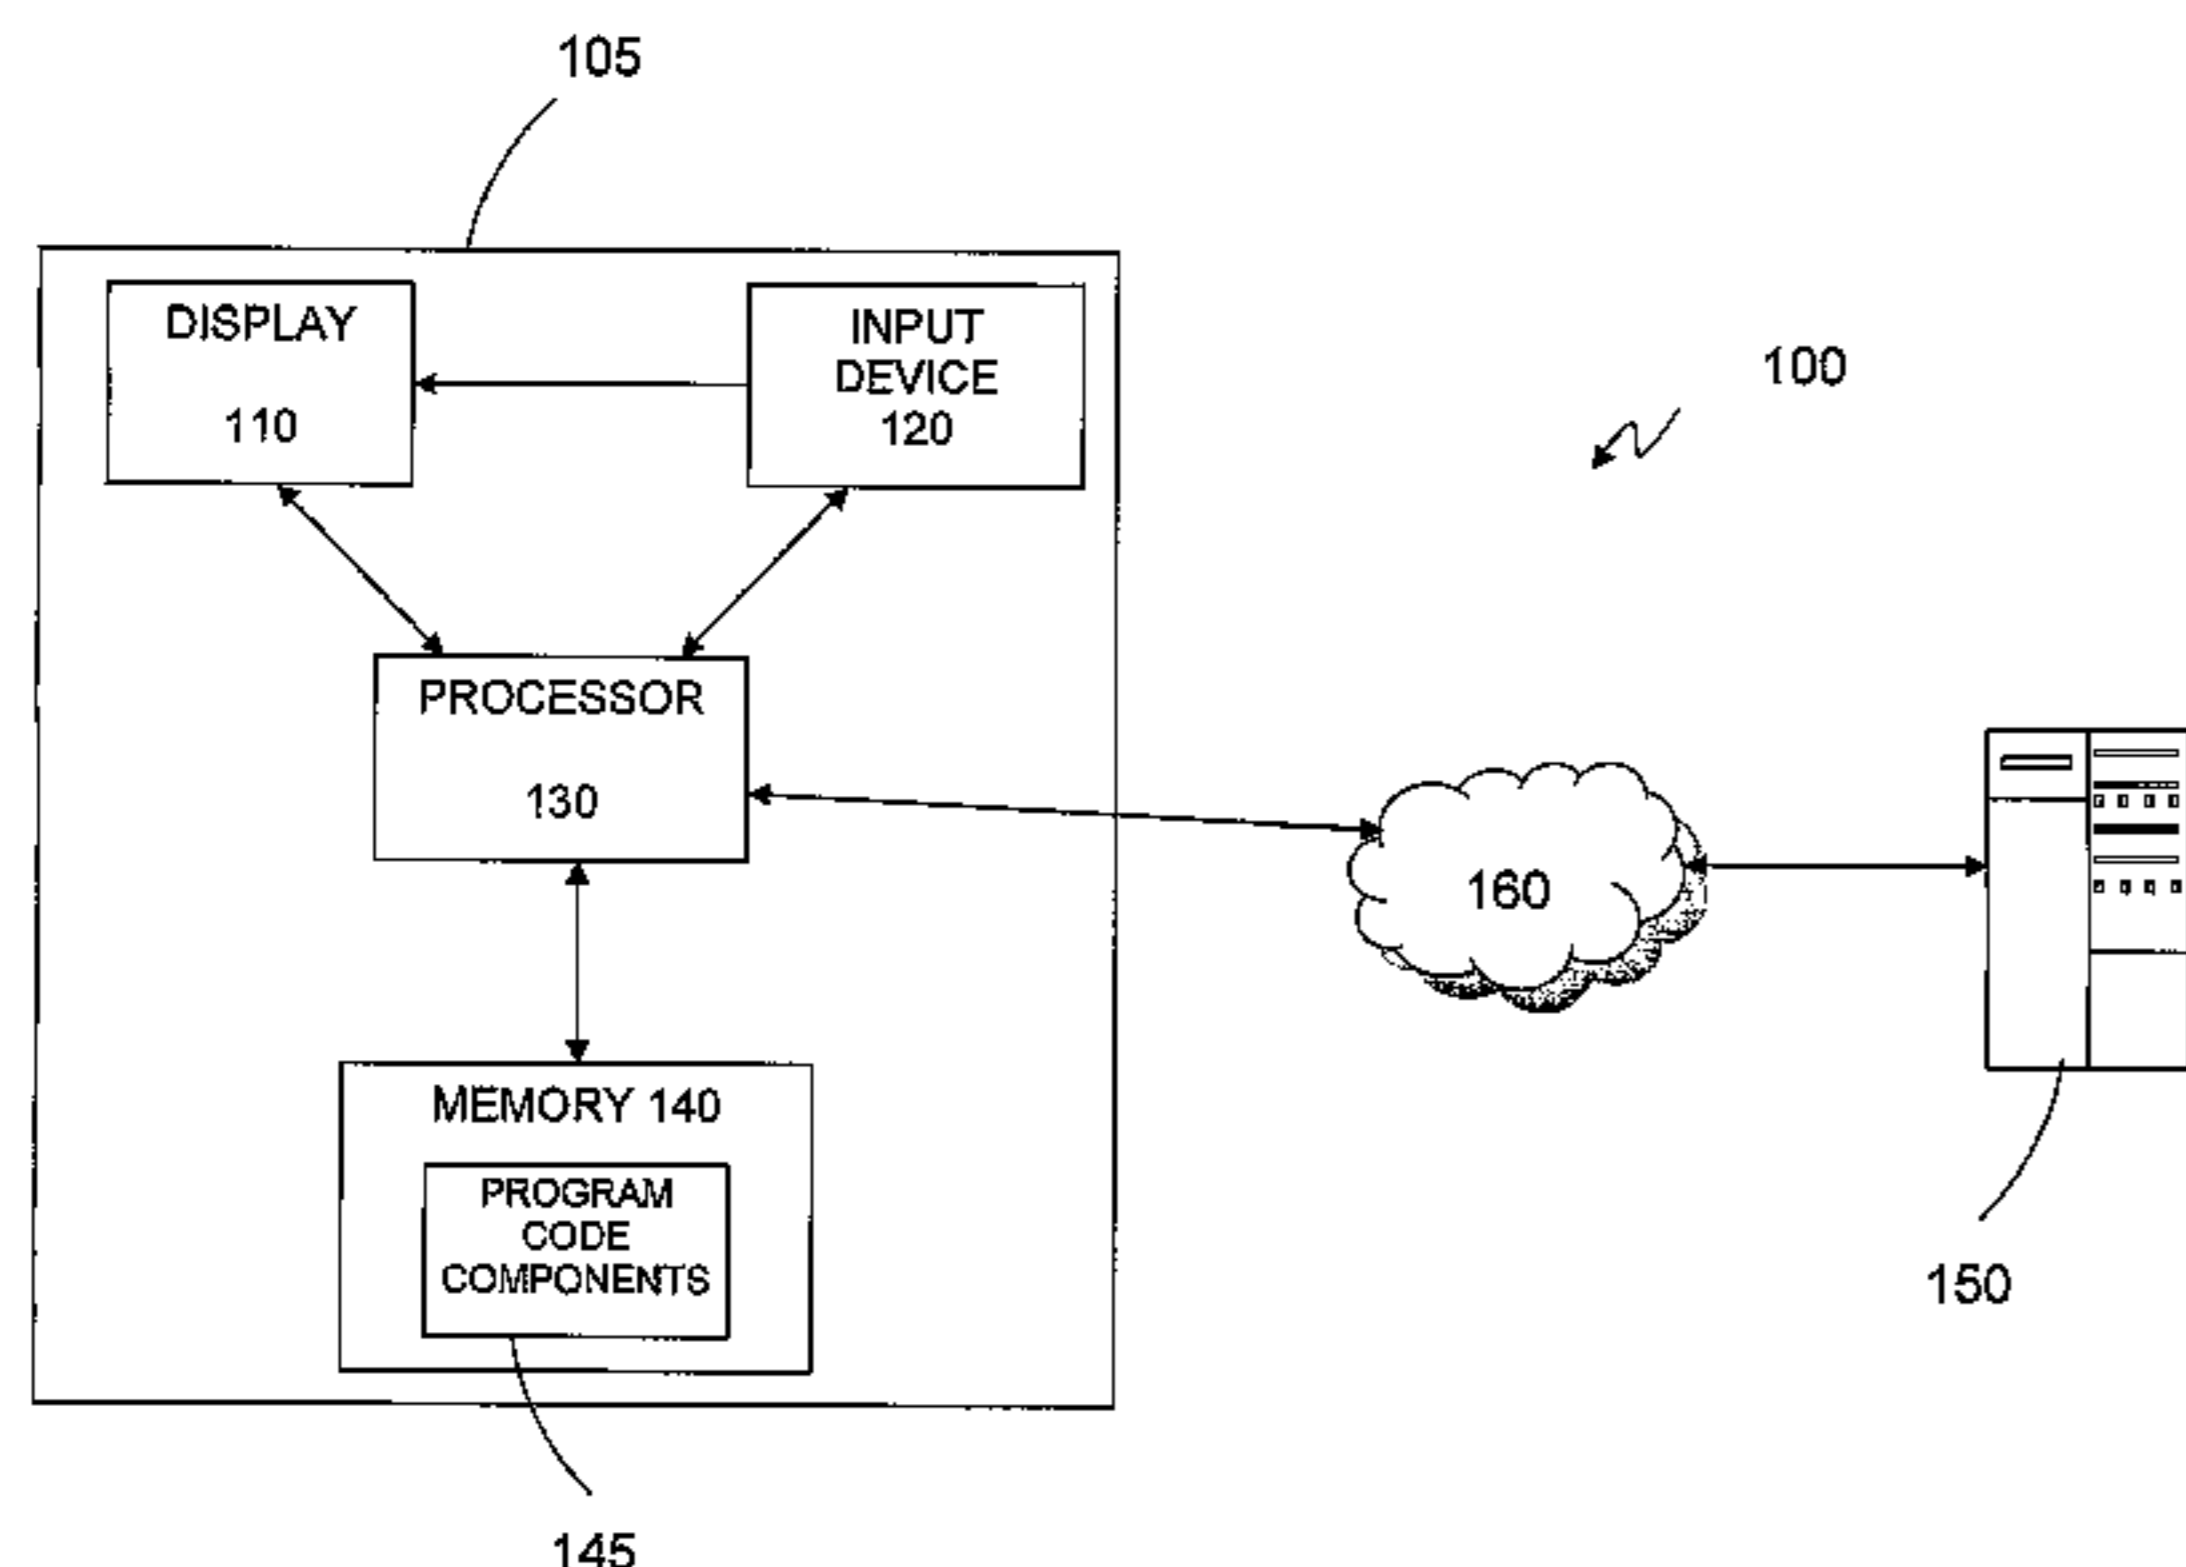 105
DISPLAY
110
INPUT
DEVICE
120
100
PROCESSOR
130
160
MEMORY 140
PROGRAM
CODE
COMPONENTS
150
145